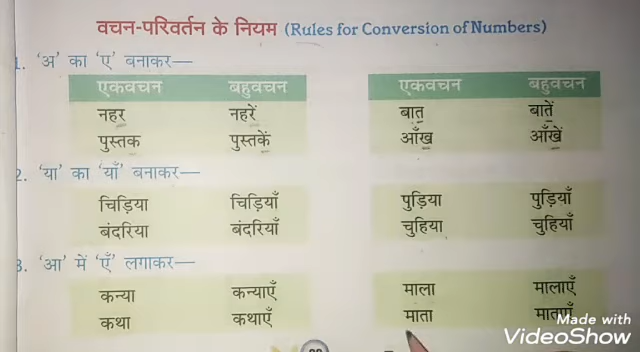 वचन-परिवर्तन के नियम (Rules for Conversion of Numbers)
1. 'अ' का 'ए' बनाकर—
एकवचन बहुवचन एकवचन बहुवचन
नहर नहरें बात बातें
पुस्तक पुस्तकें आँख आँखें
2. 'या' का 'याँ' बनाकर—
चिड़िया चिड़ियाँ पुड़िया पुड़ियाँ
बंदरिया बंदरियाँ चुहिया चुहियाँ
3. 'आ' में 'एँ' लगाकर—
कन्या कन्याएँ माला मालाएँ
कथा कथाएँ माता माताएँ
Made with
VideoShow